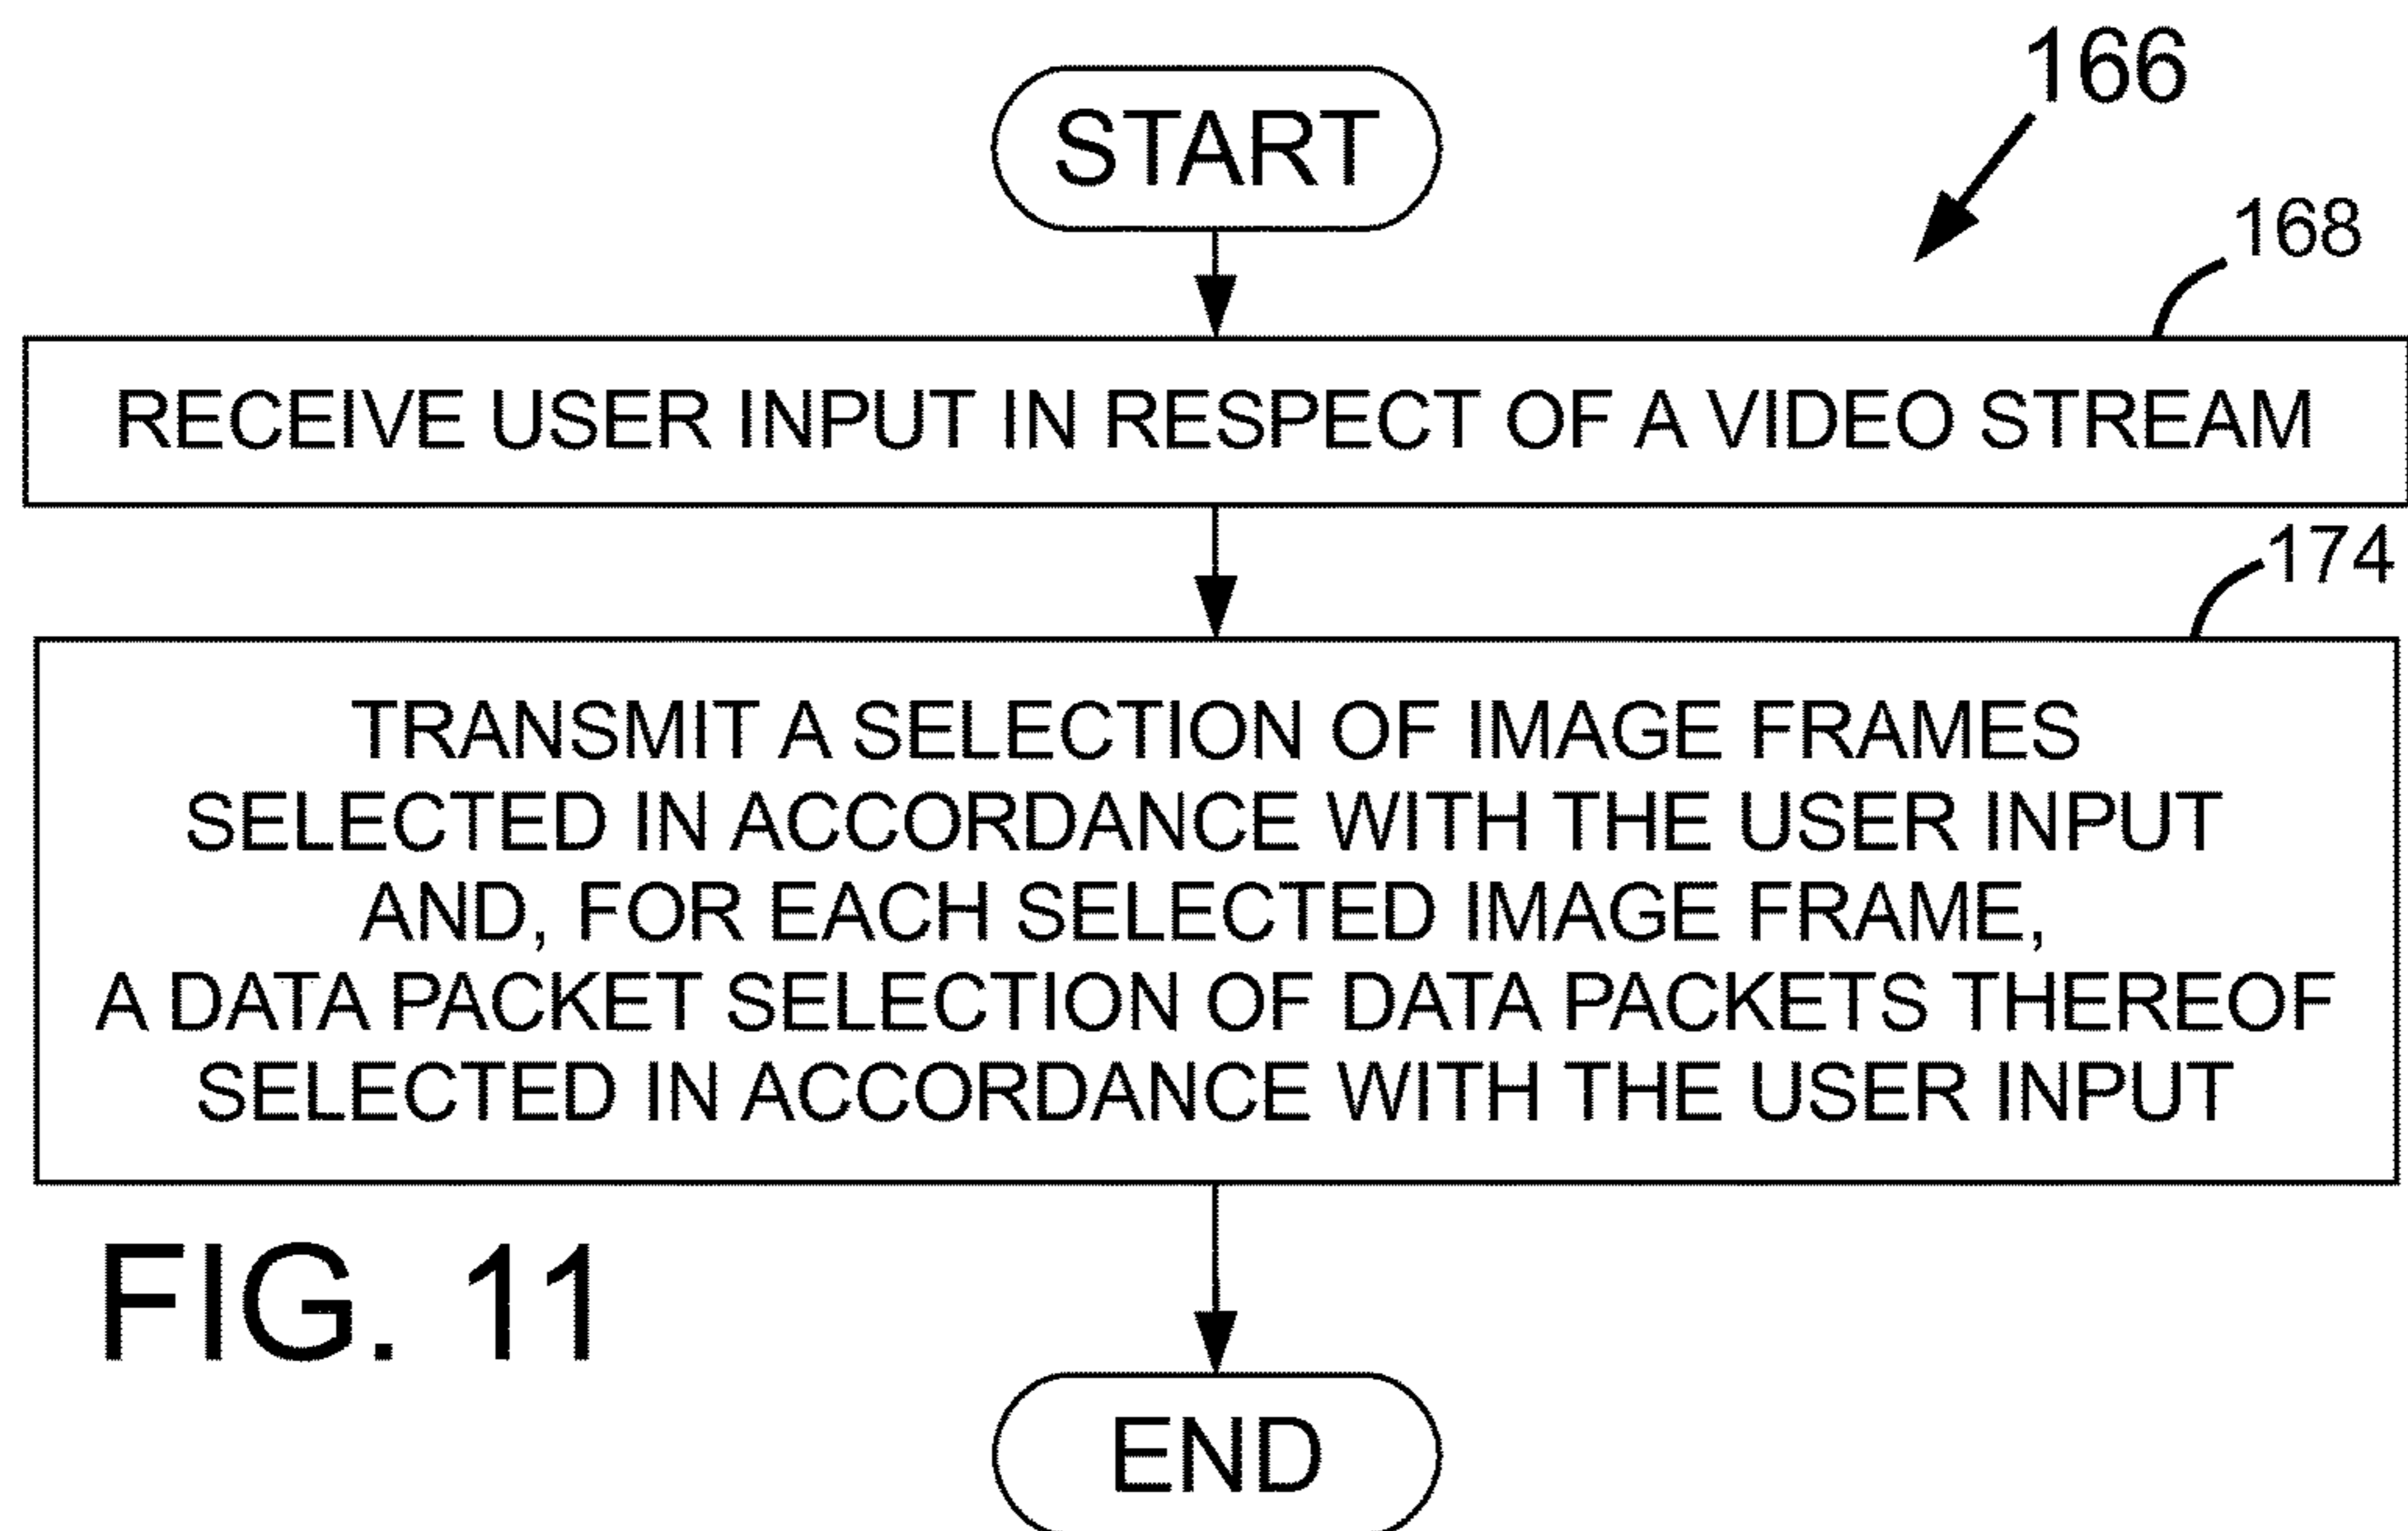 166
START
168
RECEIVE USER INPUT IN RESPECT OF A VIDEO STREAM
174
TRANSMIT A SELECTION OF IMAGE FRAMES
SELECTED IN ACCORDANCE WITH THE USER INPUT
AND, FOR EACH SELECTED IMAGE FRAME,
A DATA PACKET SELECTION OF DATA PACKETS THEREOF
SELECTED IN ACCORDANCE WITH THE USER INPUT
FIG. 11
END